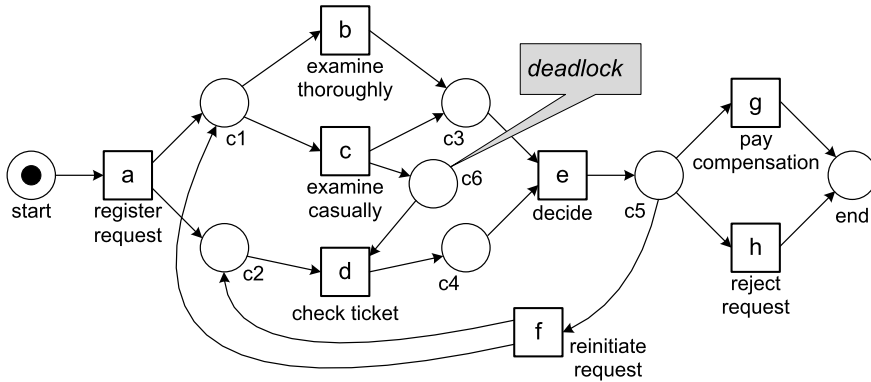 b
examine
thoroughly
deadlock
g
pay
compensation
c1
c3
c
examine
casually
c6
a
register
request
start
e
decide
c5
end
c2
d
check ticket
c4
h
reject
request
f
reinitiate
request